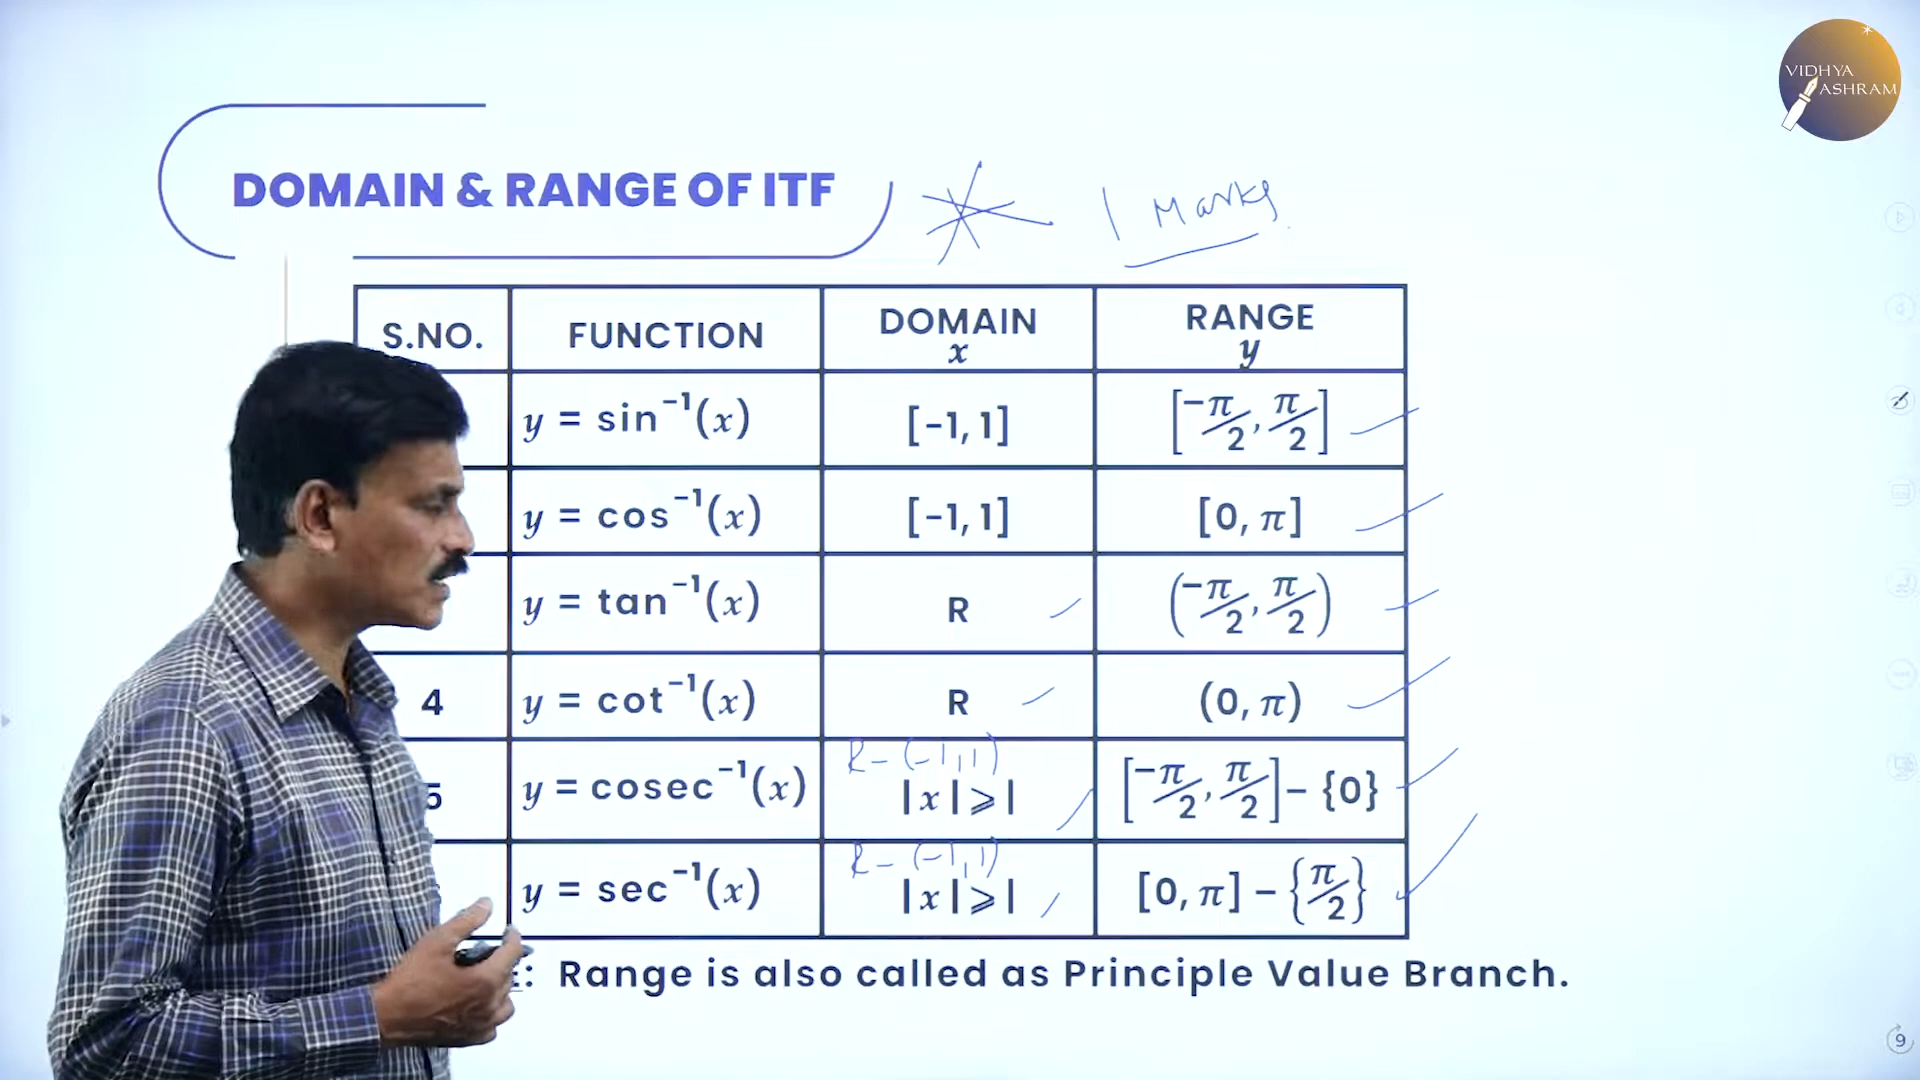 VIDHYA
ASHRAM
DOMAIN & RANGE OF ITF
1 Marks
S.NO. FUNCTION DOMAIN x RANGE y
y = sin⁻¹(x) [-1, 1] [-π/2, π/2]
y = cos⁻¹(x) [-1, 1] [0, π]
y = tan⁻¹(x) R (-π/2, π/2)
4 y = cot⁻¹(x) R (0, π)
R - (-1, 1)
5 y = cosec⁻¹(x) |x| ⩾ 1 [-π/2, π/2] - {0}
R - (-1, 1)
y = sec⁻¹(x) |x| ⩾ 1 [0, π] - {π/2}
: Range is also called as Principle Value Branch.
9